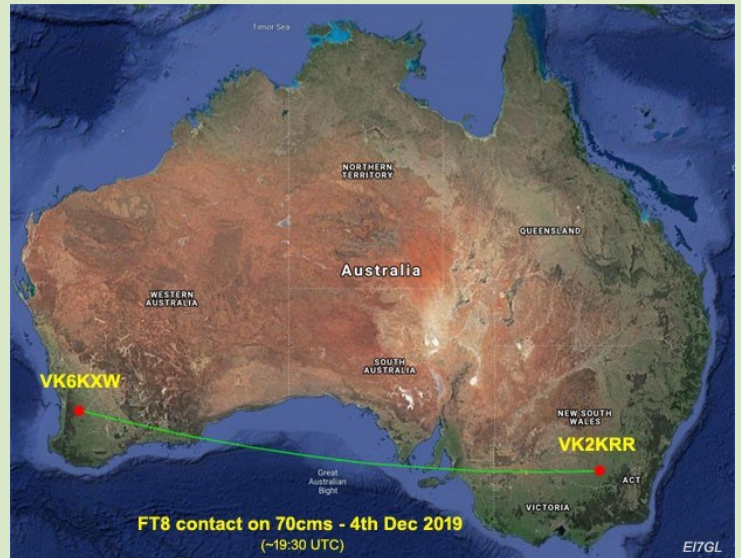 Timor Sea
NORTHERN
TERRITORY
QUEENSLAND
Australia
WESTERN
AUSTRALIA
SOUTH
AUSTRALIA
VK6KXW
NEW SOUTH
WALES
VK2KRR
Great
Australian
Bight
ACT
VICTORIA
FT8 contact on 70cms - 4th Dec 2019
(~19:30 UTC)
EI7GL